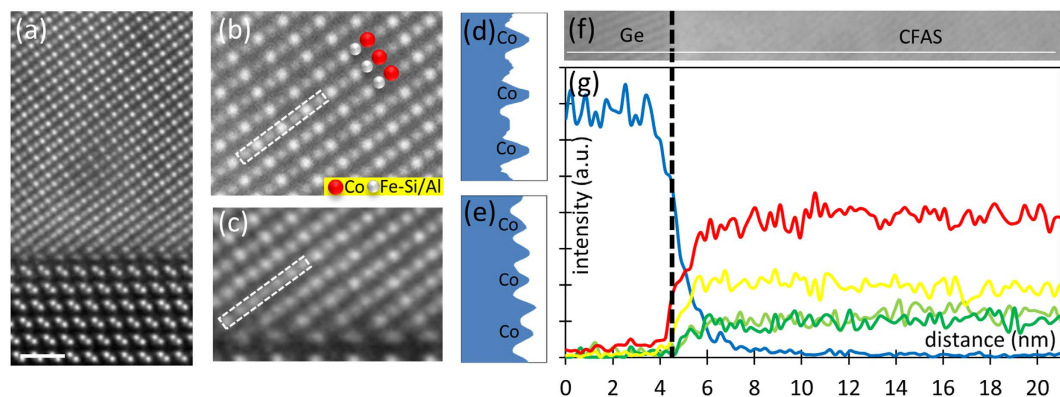 (a)
(b)
Co Fe-Si/Al
(c)
(d)
Co
Co
Co
(e)
Co
Co
Co
(f)
Ge
CFAS
(g)
intensity (a.u.)
distance (nm)
0 2 4 6 8 10 12 14 16 18 20